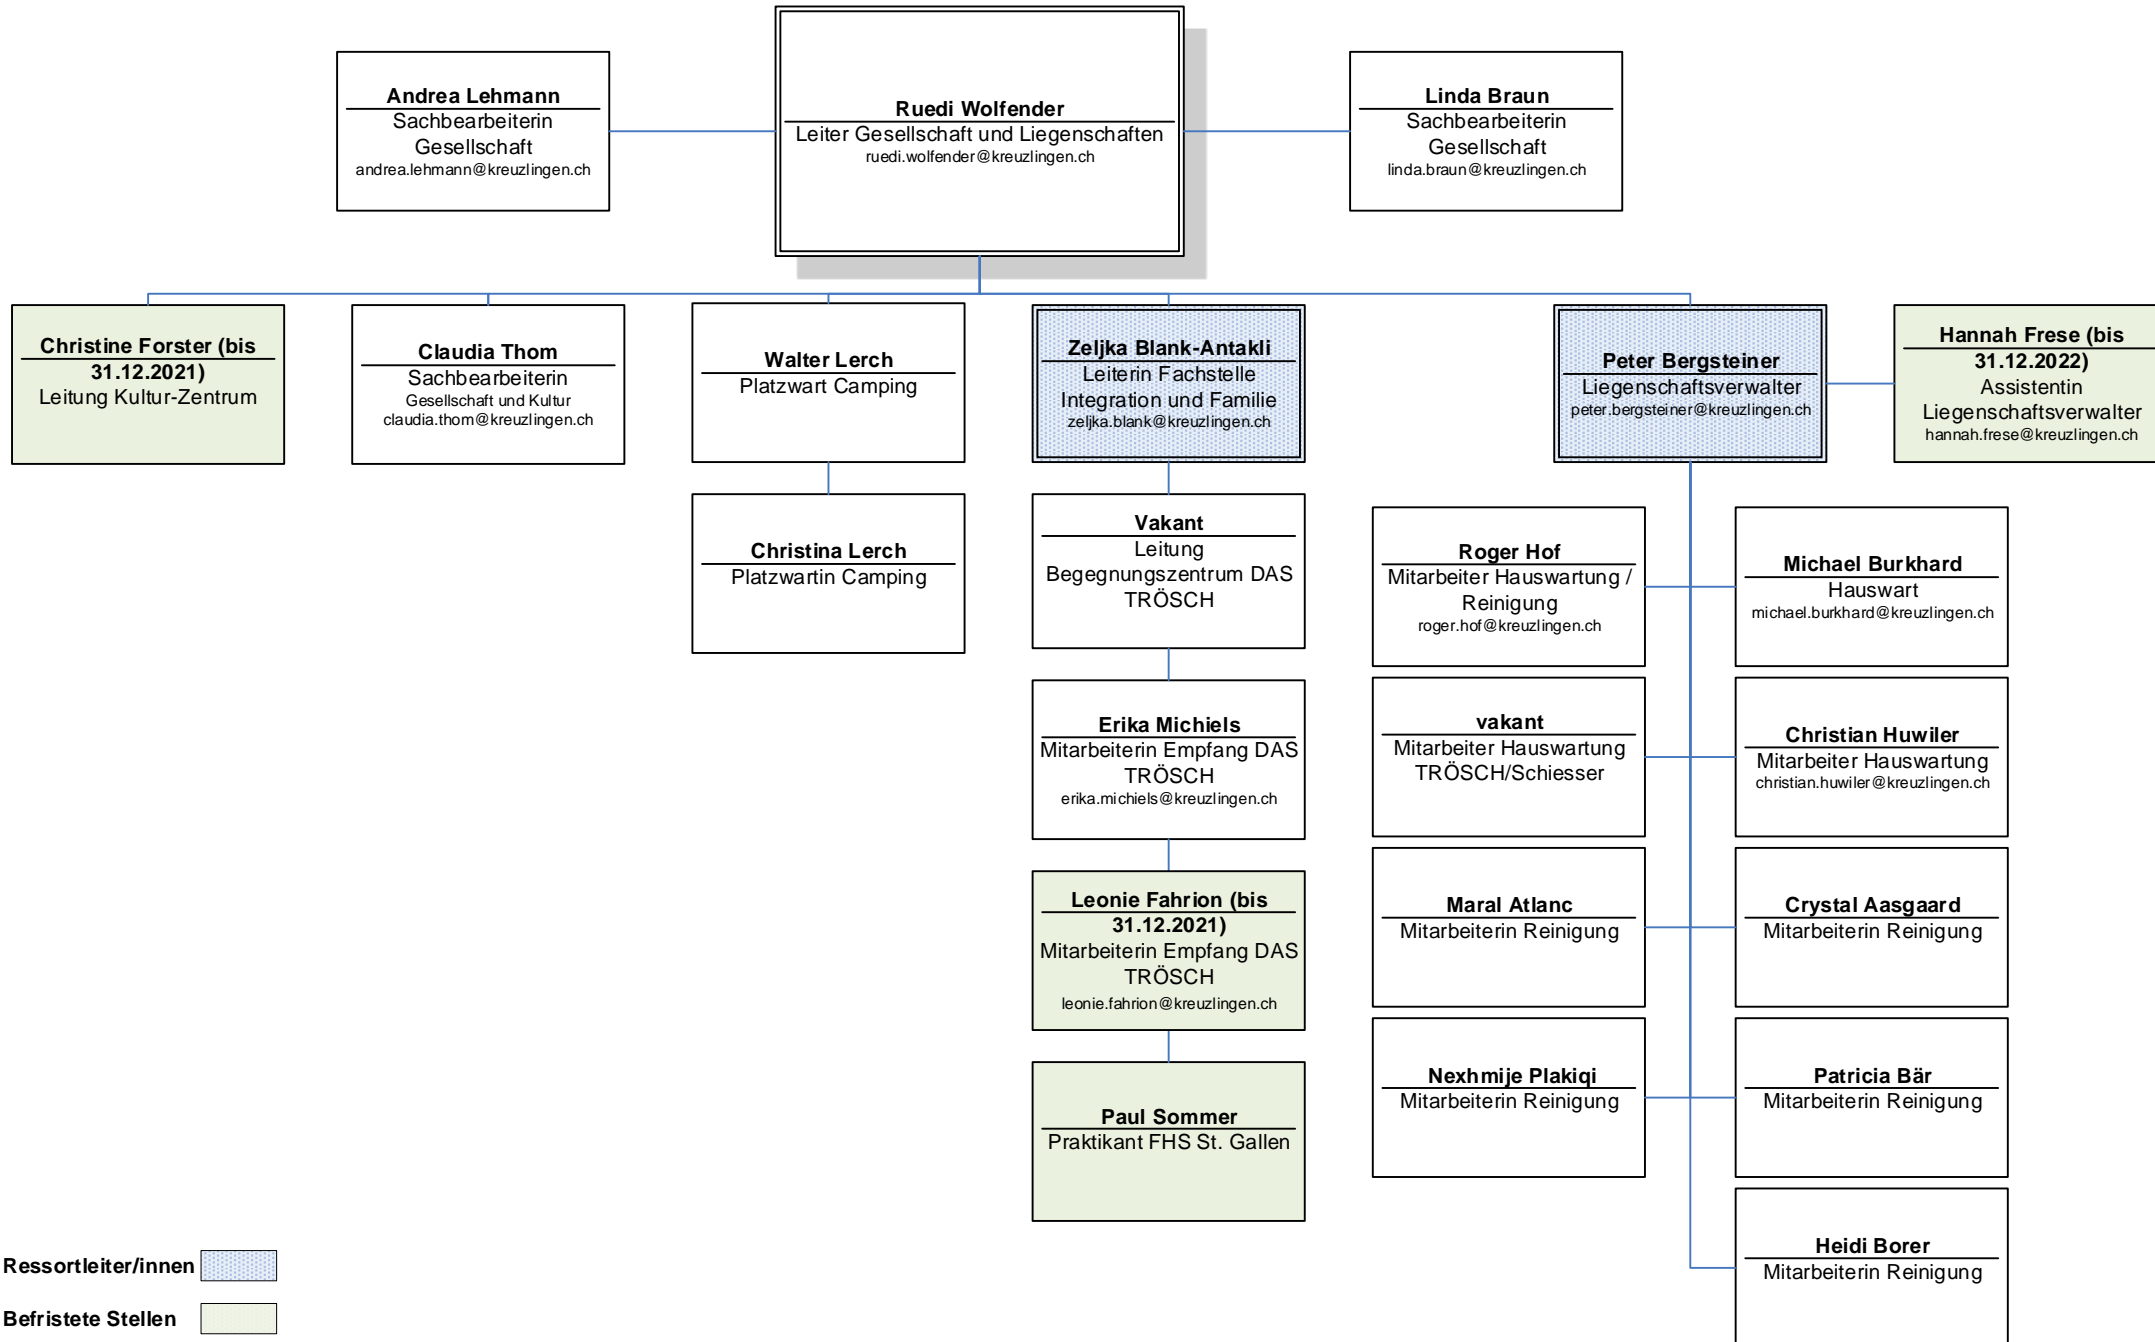 Andrea Lehmann
Sachbearbeiterin
Gesellschaft
andrea.lehmann@kreuzlingen.ch
Ruedi Wolfender
Leiter Gesellschaft und Liegenschaften
ruedi.wolfender@kreuzlingen.ch
Linda Braun
Sachbearbeiterin
Gesellschaft
linda.braun@kreuzlingen.ch
Christine Forster (bis
31.12.2021)
Leitung Kultur-Zentrum
Claudia Thom
Sachbearbeiterin
Gesellschaft und Kultur
claudia.thom@kreuzlingen.ch
Walter Lerch
Platzwart Camping
Zeljka Blank-Antakli
Leiterin Fachstelle
Integration und Familie
zeljka.blank@kreuzlingen.ch
Peter Bergsteiner
Liegenschaftsverwalter
peter.bergsteiner@kreuzlingen.ch
Hannah Frese (bis
31.12.2022)
Assistentin
Liegenschaftsverwalter
hannah.frese@kreuzlingen.ch
Christina Lerch
Platzwartin Camping
Vakant
Leitung
Begegnungszentrum DAS
TRÖSCH
Erika Michiels
Mitarbeiterin Empfang DAS
TRÖSCH
erika.michiels@kreuzlingen.ch
Leonie Fahrion (bis
31.12.2021)
Mitarbeiterin Empfang DAS
TRÖSCH
leonie.fahrion@kreuzlingen.ch
Paul Sommer
Praktikant FHS St. Gallen
Roger Hof
Mitarbeiter Hauswartung /
Reinigung
roger.hof@kreuzlingen.ch
Michael Burkhard
Hauswart
michael.burkhard@kreuzlingen.ch
vakant
Mitarbeiter Hauswartung
TRÖSCH/Schiesser
Christian Huwiler
Mitarbeiter Hauswartung
christian.huwiler@kreuzlingen.ch
Maral Atlanc
Mitarbeiterin Reinigung
Crystal Aasgaard
Mitarbeiterin Reinigung
Nexhmije Plakiqi
Mitarbeiterin Reinigung
Patricia Bär
Mitarbeiterin Reinigung
Heidi Borer
Mitarbeiterin Reinigung
Ressortleiter/innen
Befristete Stellen